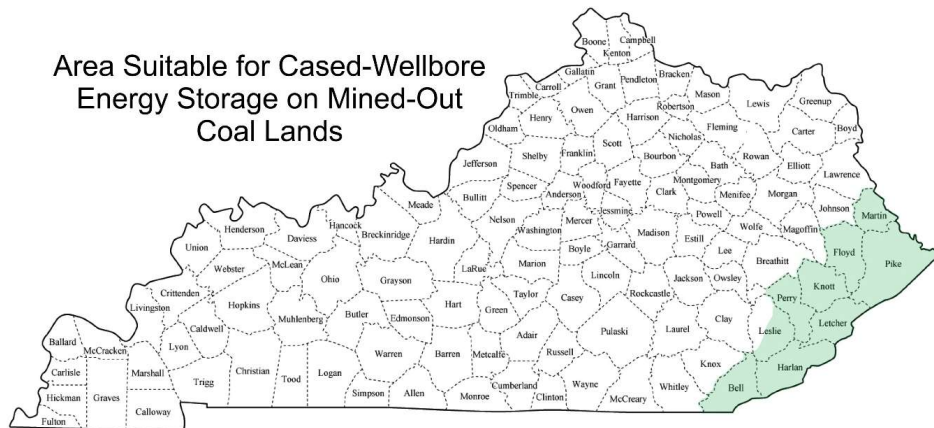 Area Suitable for Cased-Wellbore
Energy Storage on Mined-Out
Coal Lands
Boone
Campbell
Kenton
Gallatin
Carroll
Trimble
Grant
Pendleton
Bracken
Mason
Robertson
Owen
Henry
Oldham
Harrison
Lewis
Greenup
Fleming
Nicholas
Carter
Boyd
Scott
Jefferson
Shelby
Franklin
Bourbon
Bath
Rowan
Elliott
Lawrence
Spencer
Anderson
Woodford
Fayette
Clark
Montgomery
Menifee
Morgan
Bullitt
Jessmine
Meade
Nelson
Washington
Mercer
Madison
Powell
Johnson
Martin
Hancock
Henderson
Daviess
Breckinridge
Hardin
Boyle
Garrard
Estill
Wolfe
Magoffin
Union
Lee
Floyd
Pike
Webster
McLean
Ohio
Grayson
LaRue
Marion
Lincoln
Jackson
Owsley
Breathitt
Knott
Crittenden
Livingston
Hopkins
Muhlenberg
Butler
Edmonson
Hart
Green
Taylor
Casey
Rockcastle
Perry
Clay
Letcher
Caldwell
Lyon
Ballard
McCracken
Warren
Barren
Metcalfe
Adair
Russell
Pulaski
Laurel
Leslie
Carlisle
Marshall
Trigg
Christian
Tood
Logan
Simpson
Allen
Monroe
Cumberland
Clinton
Wayne
McCreary
Whitley
Knox
Bell
Harlan
Hickman
Graves
Calloway
Fulton